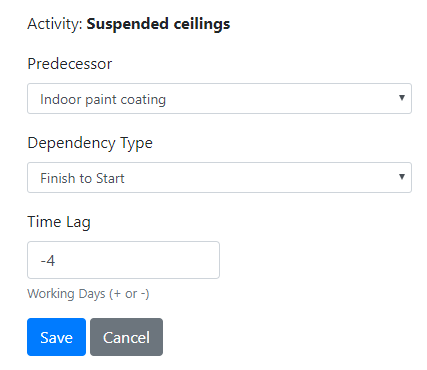 Activity: Suspended ceilings
Predecessor
Indoor paint coating
Dependency Type
Finish to Start
Time Lag
-4
Working Days (+ or -)
Save Cancel